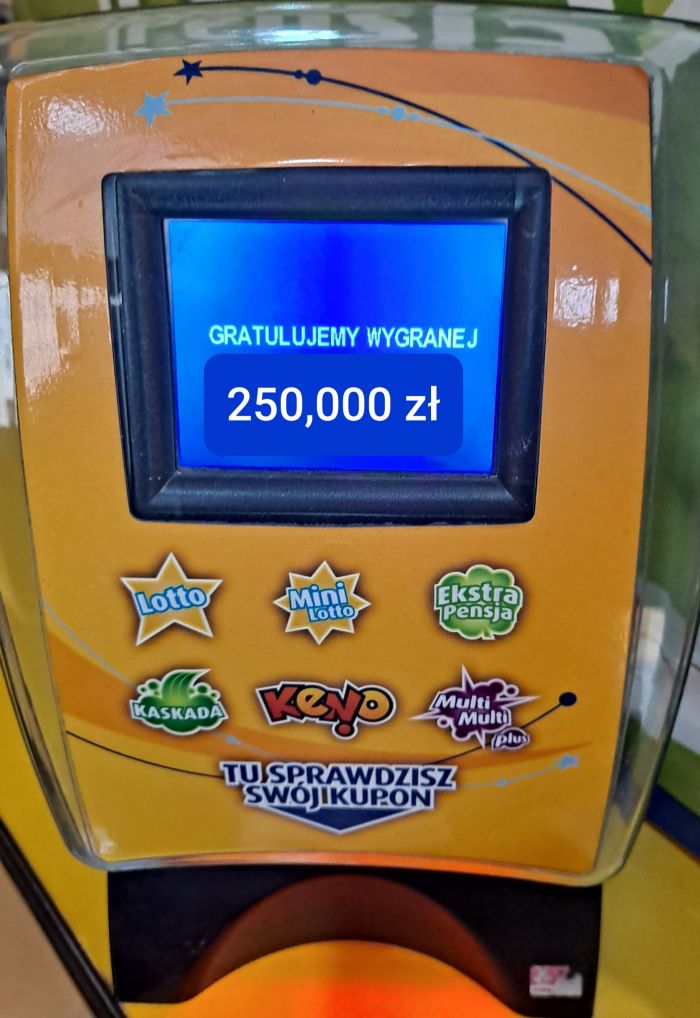 GRATULUJEMY WYGRANEJ
250,000 zł
Lotto
Mini
Lotto
Ekstra
Pensja
KASKADA
KENO
Multi
Multi
plus
TU SPRAWDZISZ
SWÓJ KUPON